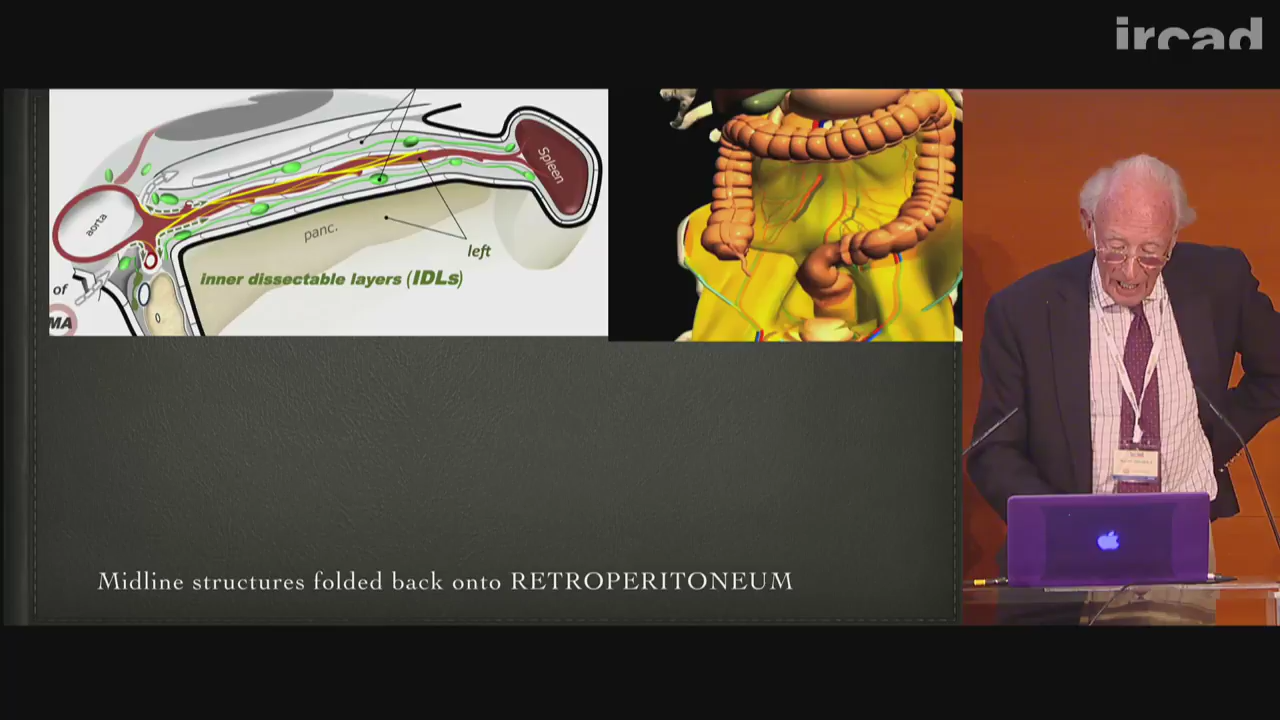 ircad
Spleen
aorta
panc.
left
inner dissectable layers (IDLs)
of
MA
Midline structures folded back onto RETROPERITONEUM